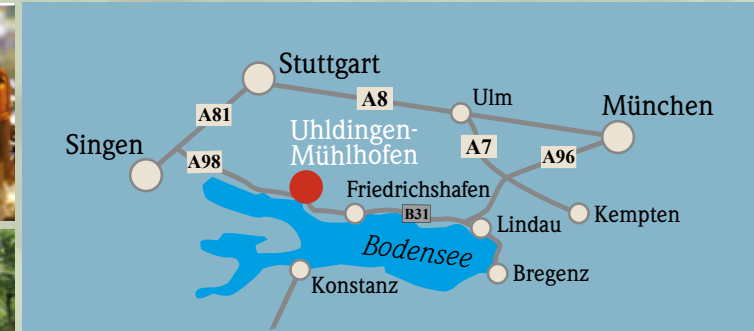 Stuttgart
A8
Ulm
A81
München
Uhldingen-
Mühlhofen
Singen
A7
A96
A98
Friedrichshafen
B31
Lindau
Kempten
Bodensee
Konstanz
Bregenz